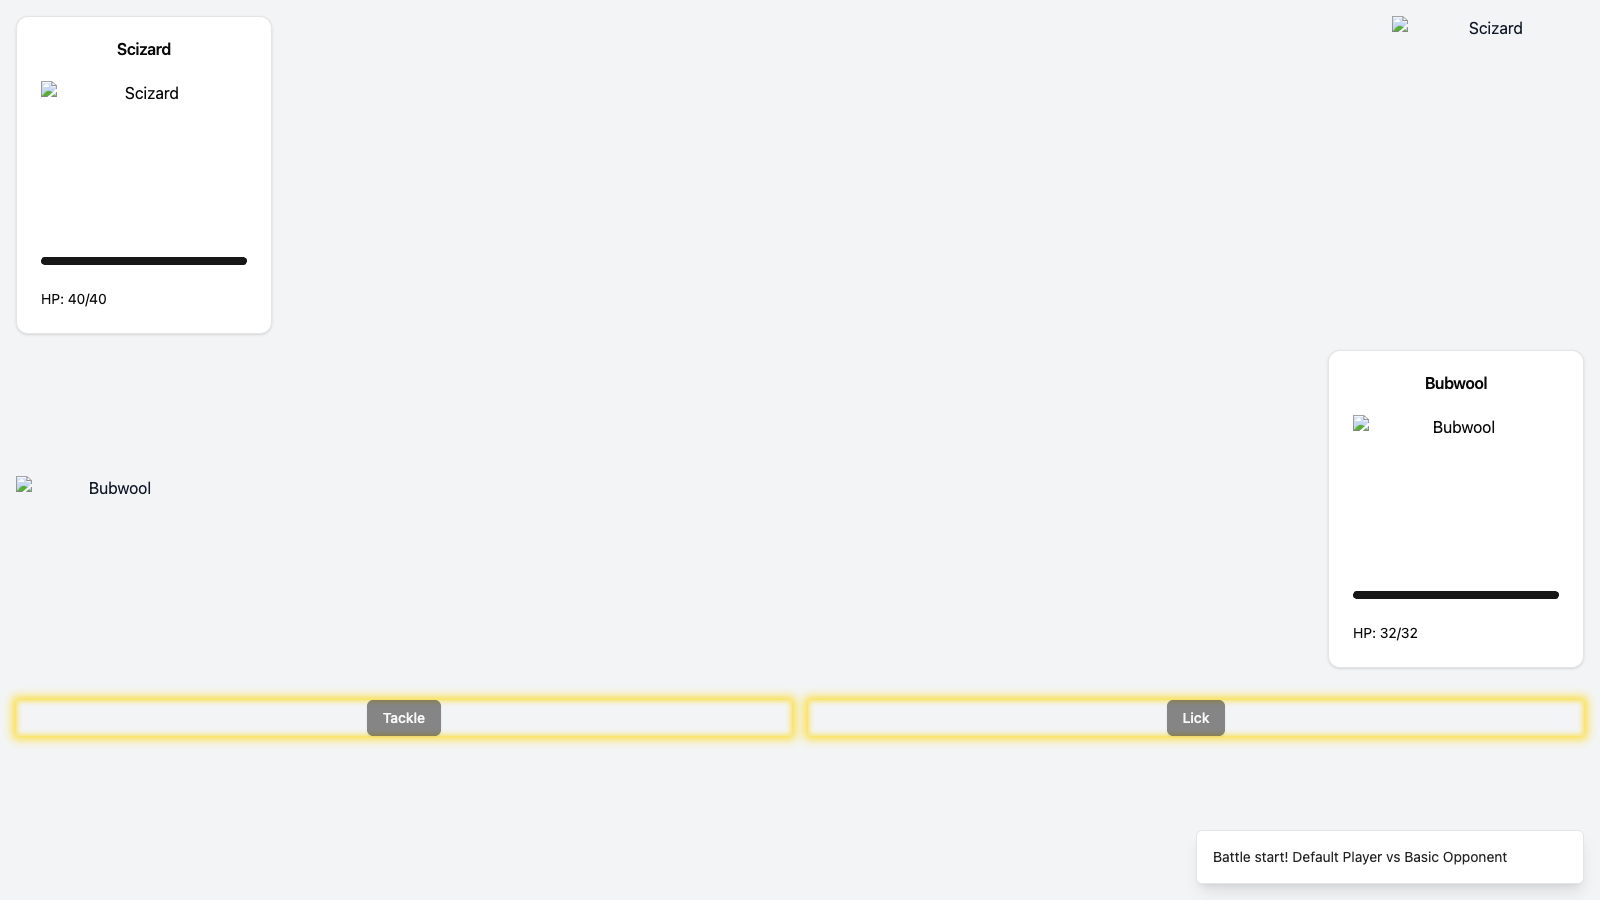 Scizard
Scizard
HP: 40/40
Scizard
Bubwool
Bubwool
Bubwool
HP: 32/32
Tackle
Lick
Battle start! Default Player vs Basic Opponent